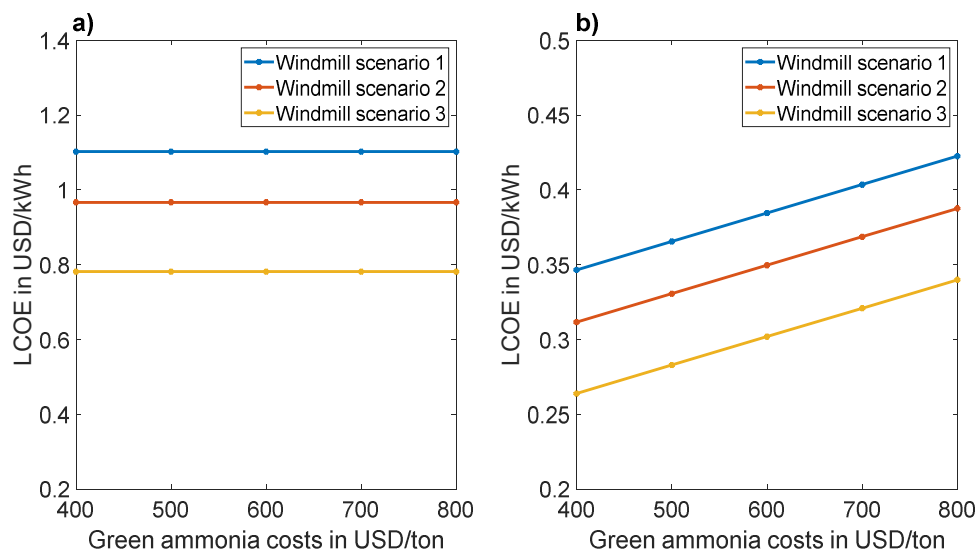 a)
1.4
1.2
1
0.8
0.6
0.4
0.2
LCOE in USD/kWh
Windmill scenario 1
Windmill scenario 2
Windmill scenario 3
400 500 600 700 800
Green ammonia costs in USD/ton
b)
0.5
0.45
0.4
0.35
0.3
0.25
0.2
LCOE in USD/kWh
Windmill scenario 1
Windmill scenario 2
Windmill scenario 3
400 500 600 700 800
Green ammonia costs in USD/ton